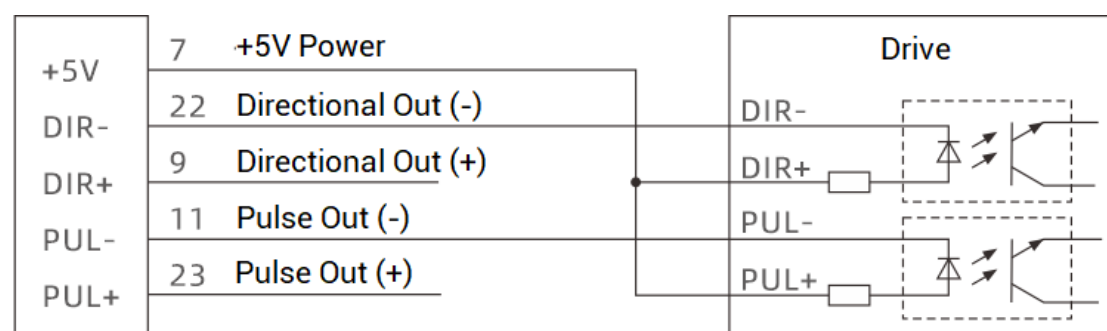 +5V 7 +5V Power
DIR- 22 Directional Out (-)
DIR+ 9 Directional Out (+)
PUL- 11 Pulse Out (-)
PUL+ 23 Pulse Out (+)
Drive
DIR-
DIR+
PUL-
PUL+